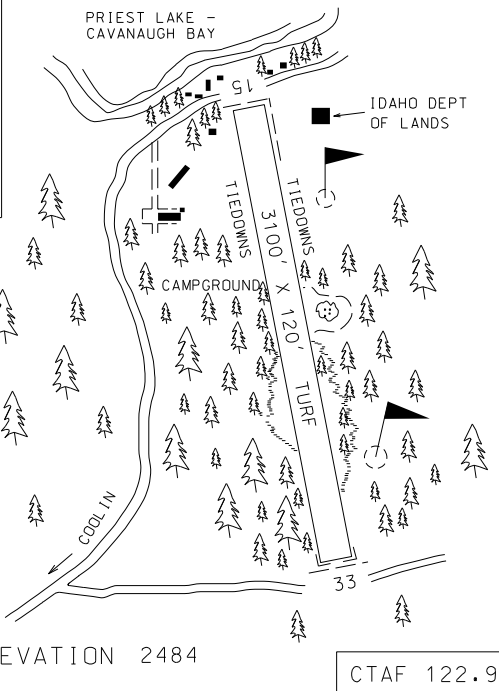 PRIEST LAKE -
CAVANAUGH BAY
15
IDAHO DEPT
OF LANDS
TIEDOWNS
TIEDOWNS
3100' X 120' TURF
CAMPGROUND
COOLIN
33
EVATION 2484
CTAF 122.9